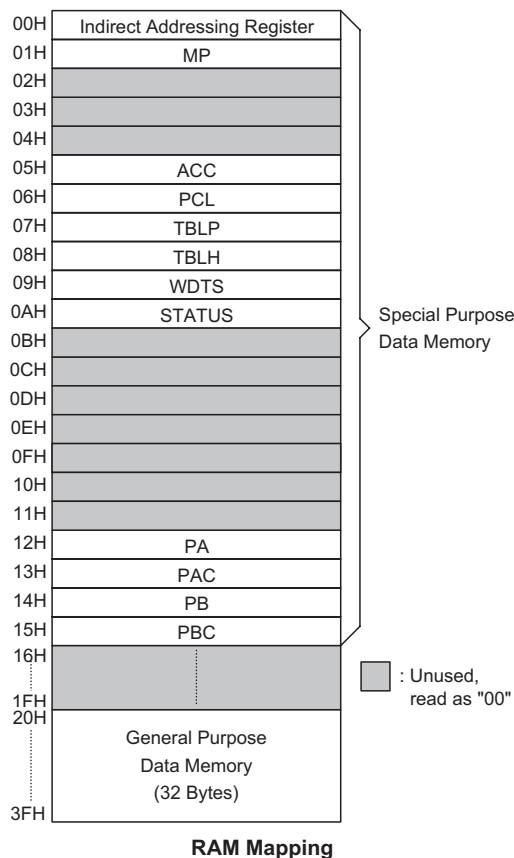 00H Indirect Addressing Register
01H MP
02H
03H
04H
05H ACC
06H PCL
07H TBLP
08H TBLH
09H WDTS
0AH STATUS
0BH
0CH
0DH
0EH
0FH
10H
11H
12H PA
13H PAC
14H PB
15H PBC
16H
1FH
20H
General Purpose
Data Memory
(32 Bytes)
3FH
Special Purpose
Data Memory
: Unused,
read as "00"
RAM Mapping